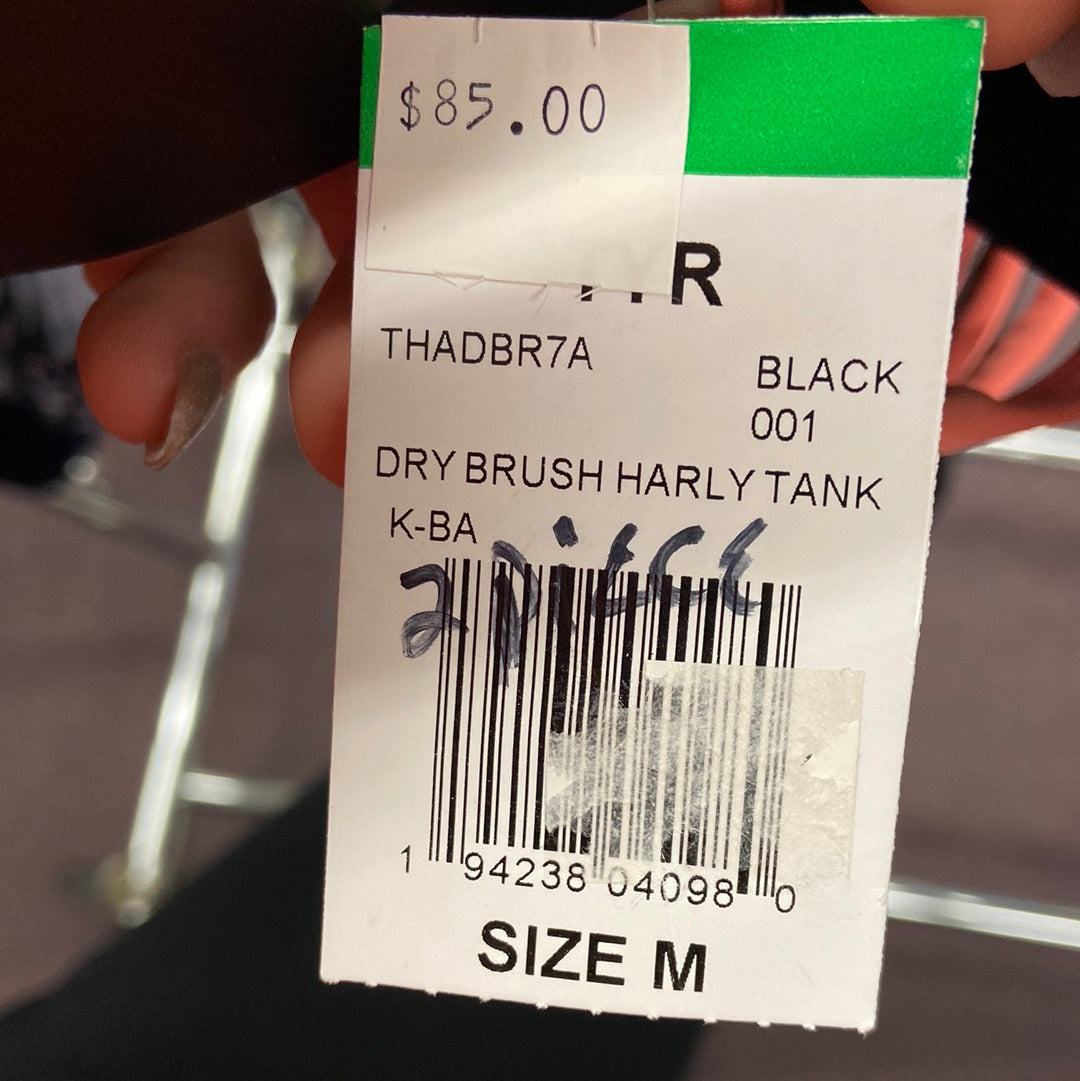 $85.00
THADBR7A
BLACK
001
DRY BRUSH HARLY TANK
K-BA
2 piece
1 94238 04098 0
SIZE M